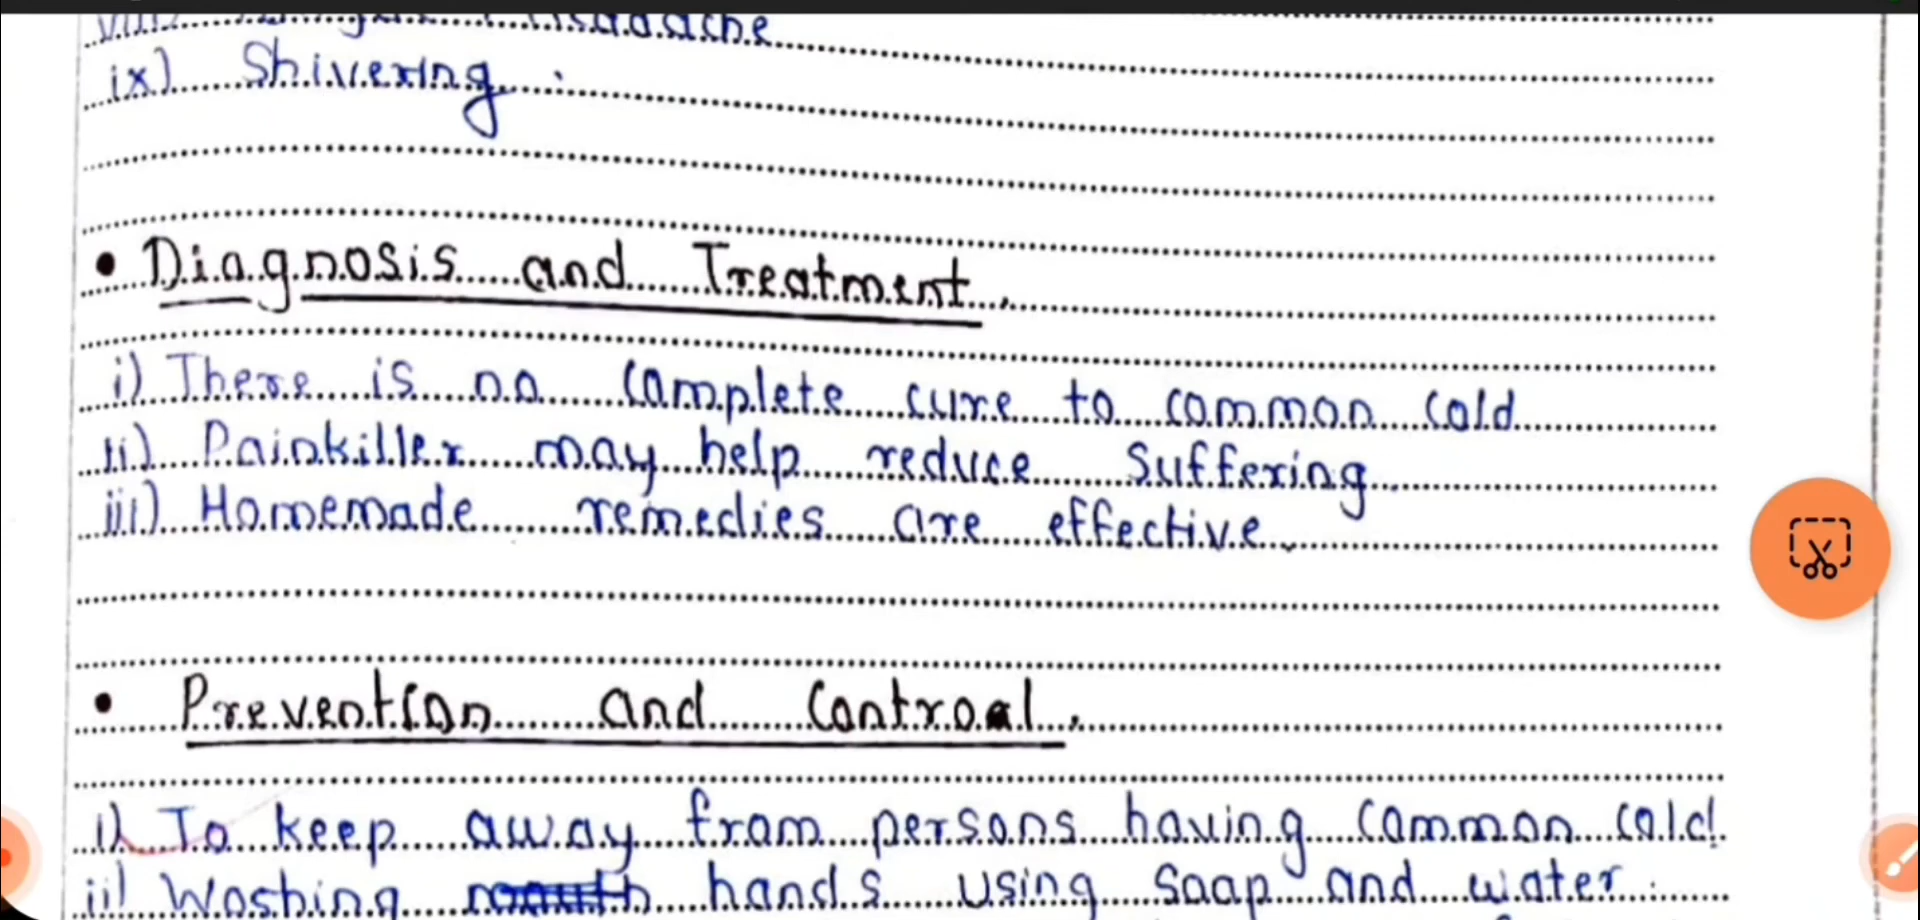 Headache
ix) Shivering.
• Diagnosis and Treatment.
i) There is no complete cure to common cold
ii) Painkiller may help reduce suffering.
iii) Homemade remedies are effective.
• Prevention and Controal.
i) To keep away from persons having common cold.
ii) Washing hands using soap and water.